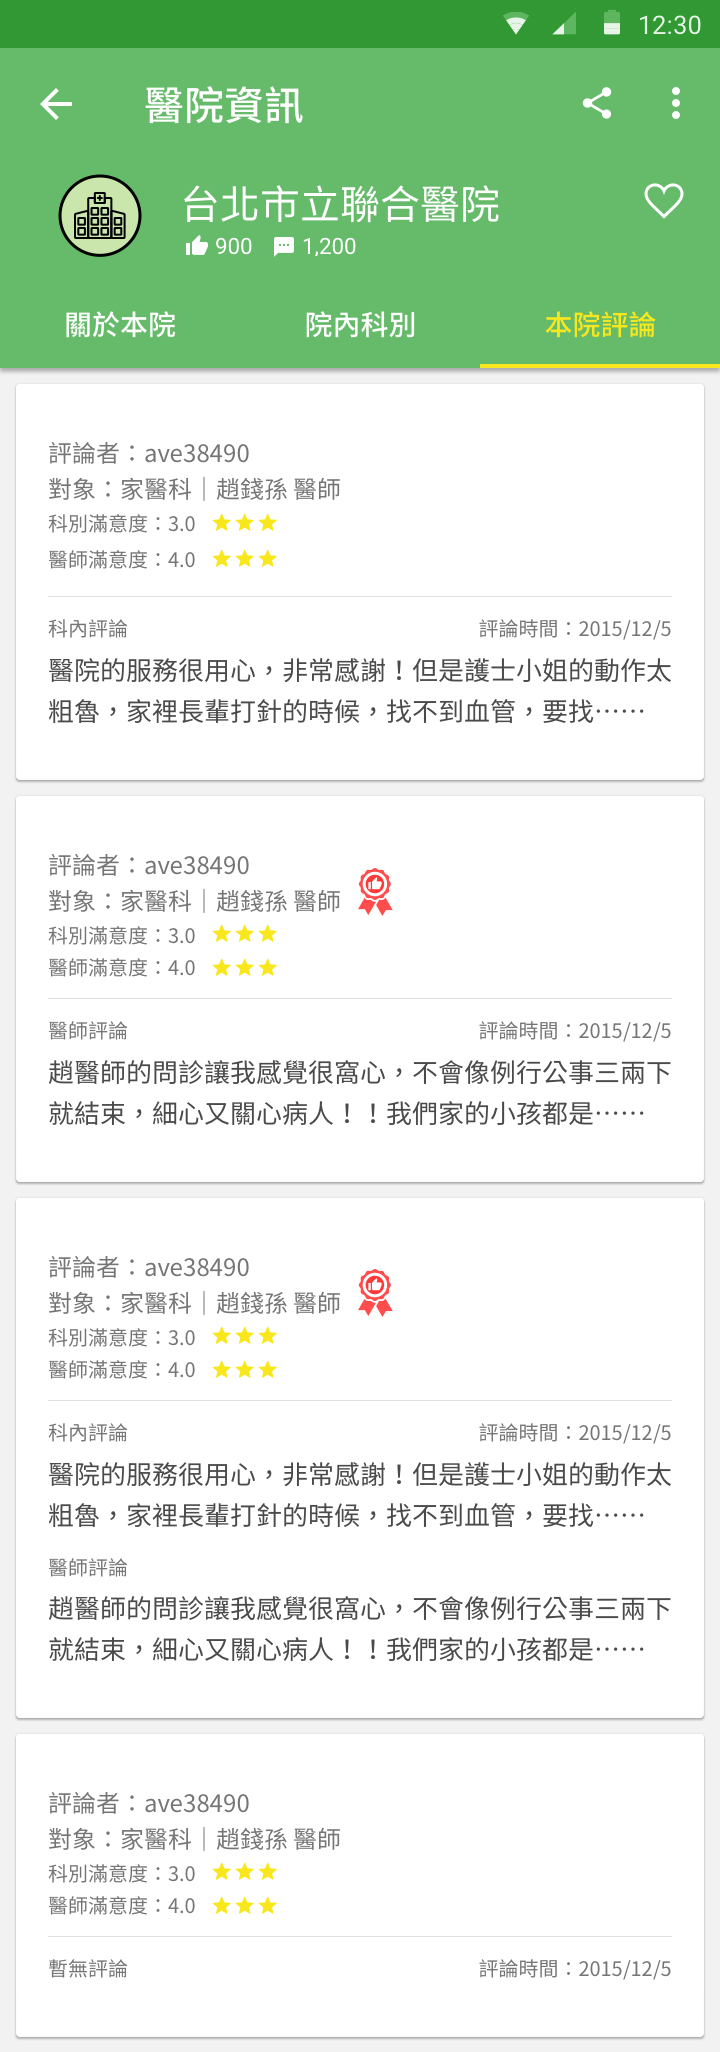 12:30
醫院資訊
台北市立聯合醫院
900 1,200
關於本院 院內科別 本院評論
評論者：ave38490
對象：家醫科｜趙錢孫 醫師
科別滿意度：3.0
醫師滿意度：4.0
科內評論 評論時間：2015/12/5
醫院的服務很用心，非常感謝！但是護士小姐的動作太
粗魯，家裡長輩打針的時候，找不到血管，要找⋯⋯
評論者：ave38490
對象：家醫科｜趙錢孫 醫師
科別滿意度：3.0
醫師滿意度：4.0
醫師評論 評論時間：2015/12/5
趙醫師的問診讓我感覺很窩心，不會像例行公事三兩下
就結束，細心又關心病人！！我們家的小孩都是⋯⋯
評論者：ave38490
對象：家醫科｜趙錢孫 醫師
科別滿意度：3.0
醫師滿意度：4.0
科內評論 評論時間：2015/12/5
醫院的服務很用心，非常感謝！但是護士小姐的動作太
粗魯，家裡長輩打針的時候，找不到血管，要找⋯⋯
醫師評論
趙醫師的問診讓我感覺很窩心，不會像例行公事三兩下
就結束，細心又關心病人！！我們家的小孩都是⋯⋯
評論者：ave38490
對象：家醫科｜趙錢孫 醫師
科別滿意度：3.0
醫師滿意度：4.0
暫無評論 評論時間：2015/12/5